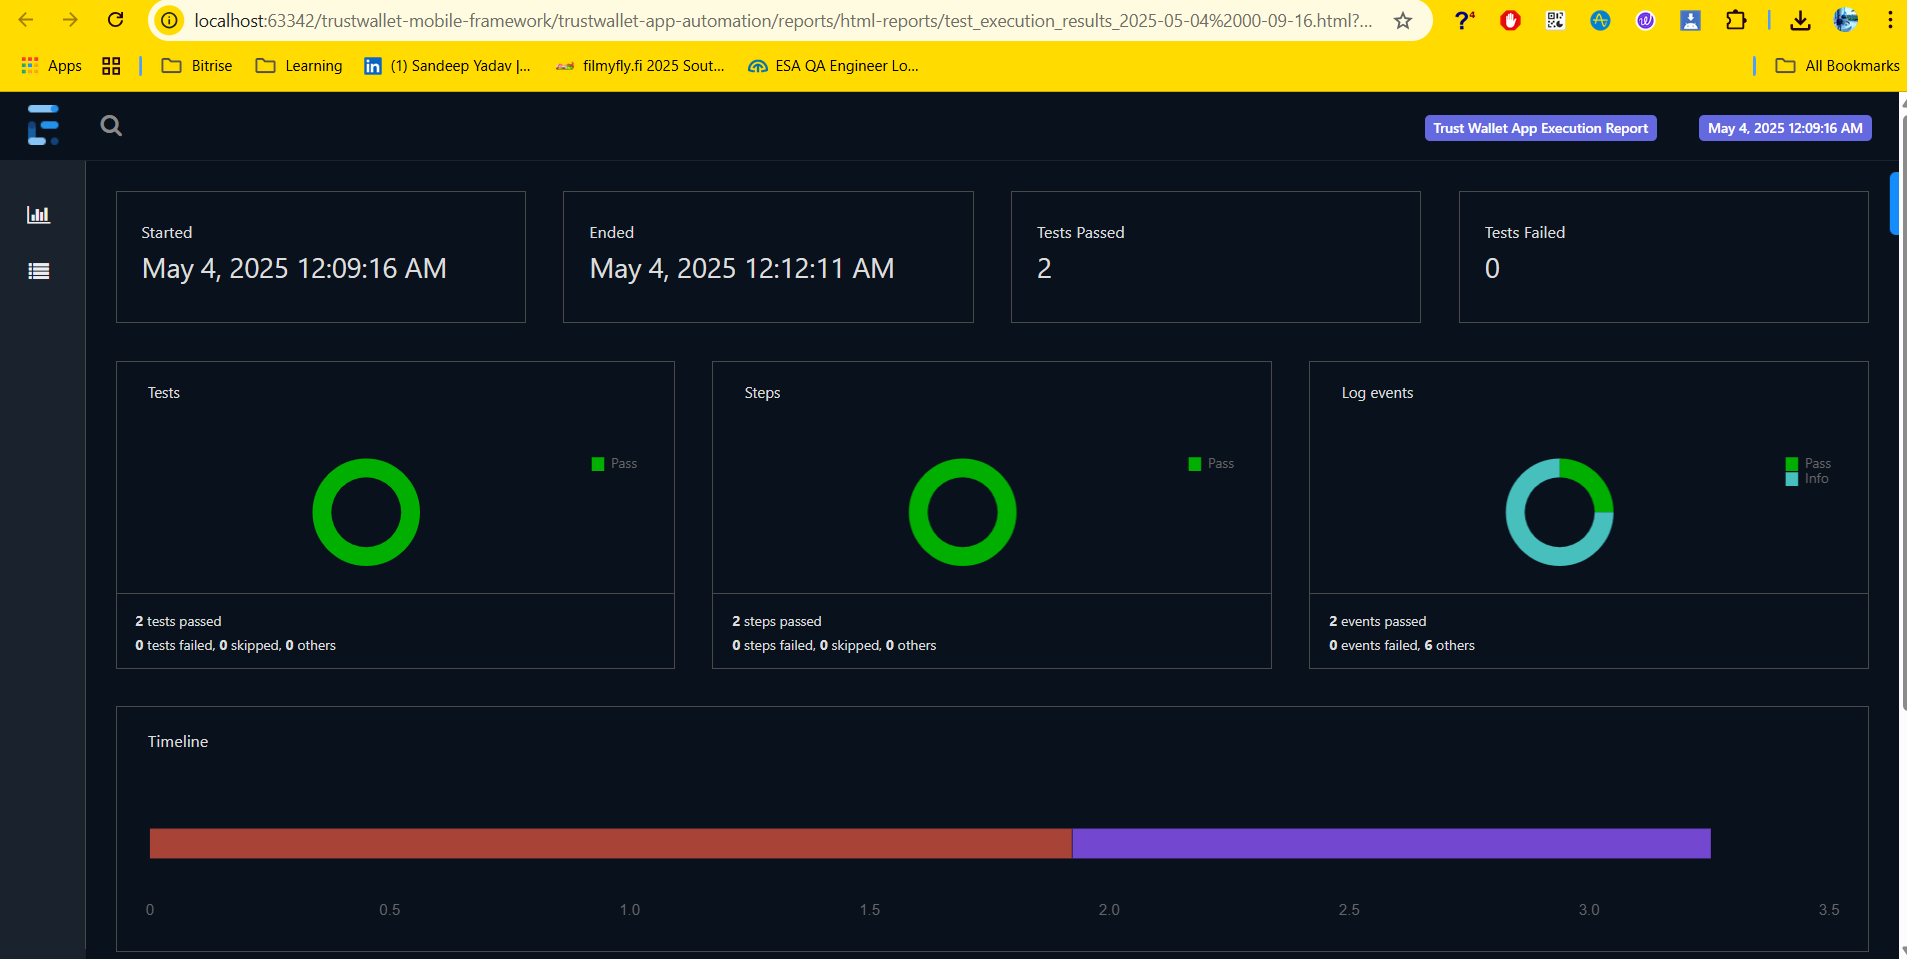 localhost:63342/trustwallet-mobile-framework/trustwallet-app-automation/reports/html-reports/test_execution_results_2025-05-04%2000-09-16.html?...
Apps
Bitrise
Learning
(1) Sandeep Yadav |...
filmyfly.fi 2025 Sout...
ESA QA Engineer Lo...
All Bookmarks
Trust Wallet App Execution Report
May 4, 2025 12:09:16 AM
Started
May 4, 2025 12:09:16 AM
Ended
May 4, 2025 12:12:11 AM
Tests Passed
2
Tests Failed
0
Tests
Pass
2 tests passed
0 tests failed, 0 skipped, 0 others
Steps
Pass
2 steps passed
0 steps failed, 0 skipped, 0 others
Log events
Pass
Info
2 events passed
0 events failed, 6 others
Timeline
0 0.5 1.0 1.5 2.0 2.5 3.0 3.5